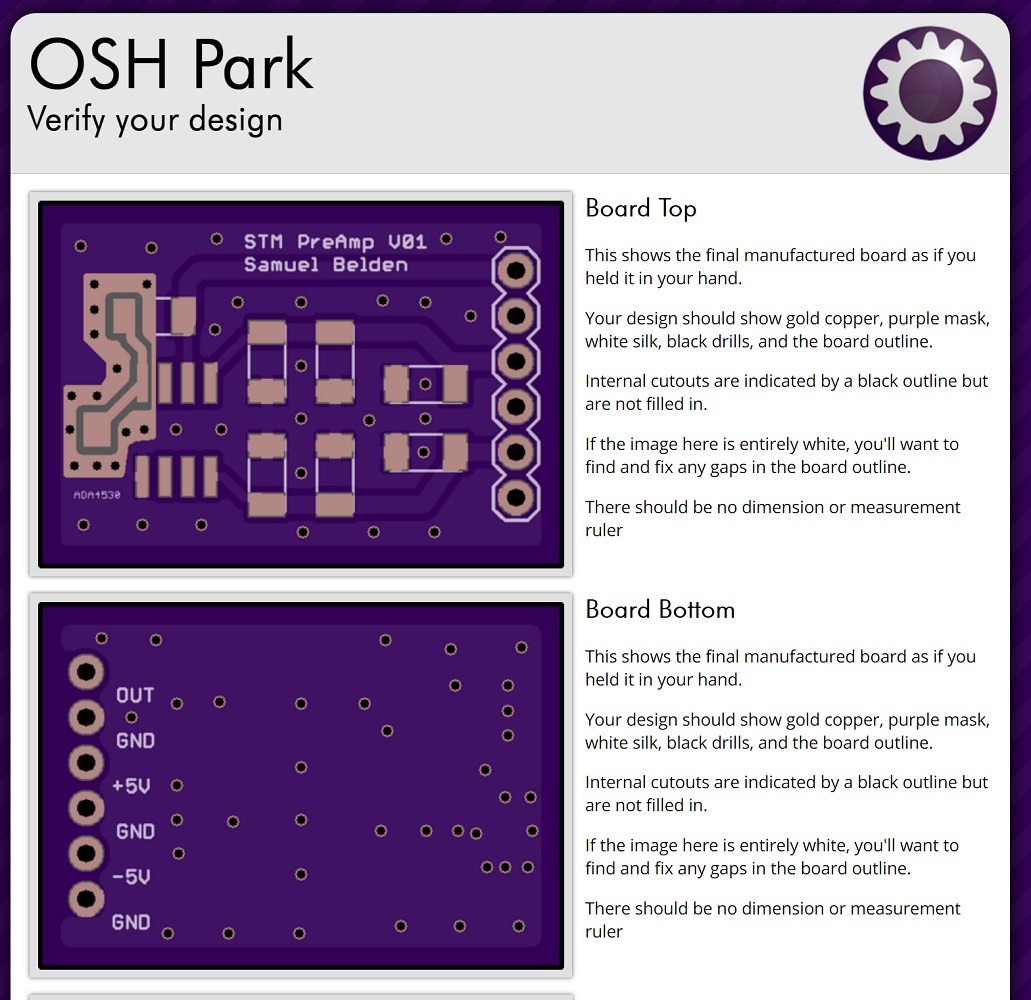 OSH Park
Verify your design
STM PreAmp V01
Samuel Belden
ADA4530
Board Top
This shows the final manufactured board as if you
held it in your hand.
Your design should show gold copper, purple mask,
white silk, black drills, and the board outline.
Internal cutouts are indicated by a black outline but
are not filled in.
If the image here is entirely white, you'll want to
find and fix any gaps in the board outline.
There should be no dimension or measurement
ruler
OUT
GND
+5V
GND
-5V
GND
Board Bottom
This shows the final manufactured board as if you
held it in your hand.
Your design should show gold copper, purple mask,
white silk, black drills, and the board outline.
Internal cutouts are indicated by a black outline but
are not filled in.
If the image here is entirely white, you'll want to
find and fix any gaps in the board outline.
There should be no dimension or measurement
ruler